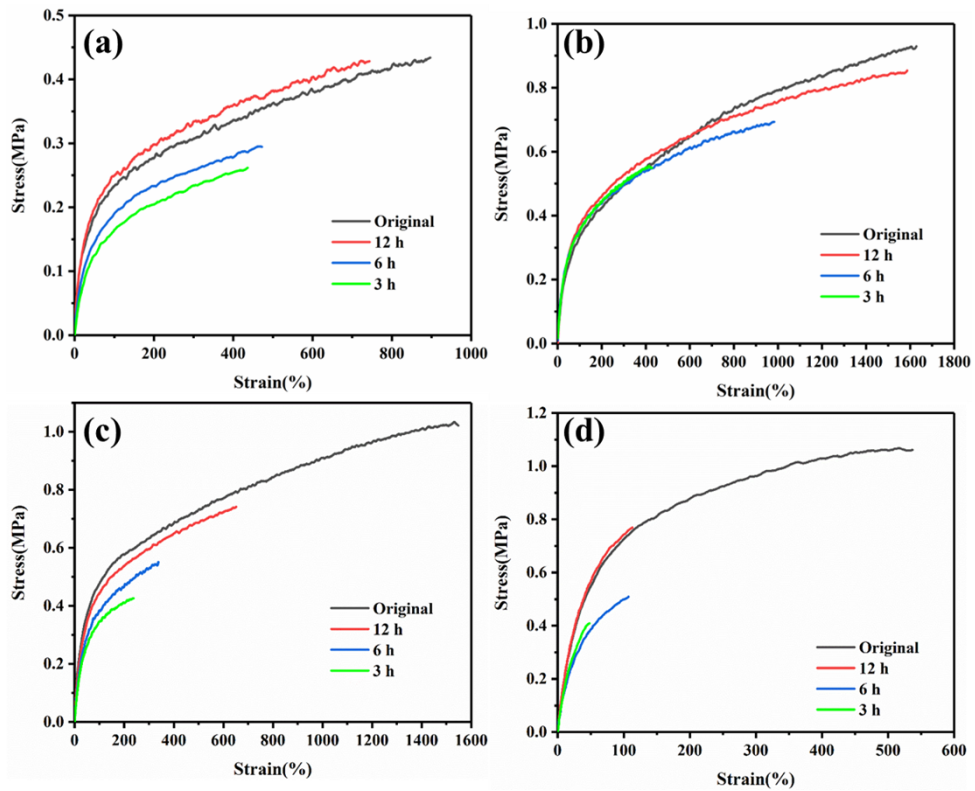 (a)
Stress(MPa)
0.5
0.4
0.3
0.2
0.1
0.0
Original
12 h
6 h
3 h
0 200 400 600 800 1000
Strain(%)
(b)
Stress(MPa)
1.0
0.8
0.6
0.4
0.2
0.0
Original
12 h
6 h
3 h
0 200 400 600 800 1000 1200 1400 1600 1800
Strain(%)
(c)
Stress(MPa)
1.0
0.8
0.6
0.4
0.2
0.0
Original
12 h
6 h
3 h
0 200 400 600 800 1000 1200 1400 1600
Strain(%)
(d)
Stress(MPa)
1.2
1.0
0.8
0.6
0.4
0.2
0.0
Original
12 h
6 h
3 h
0 100 200 300 400 500 600
Strain(%)